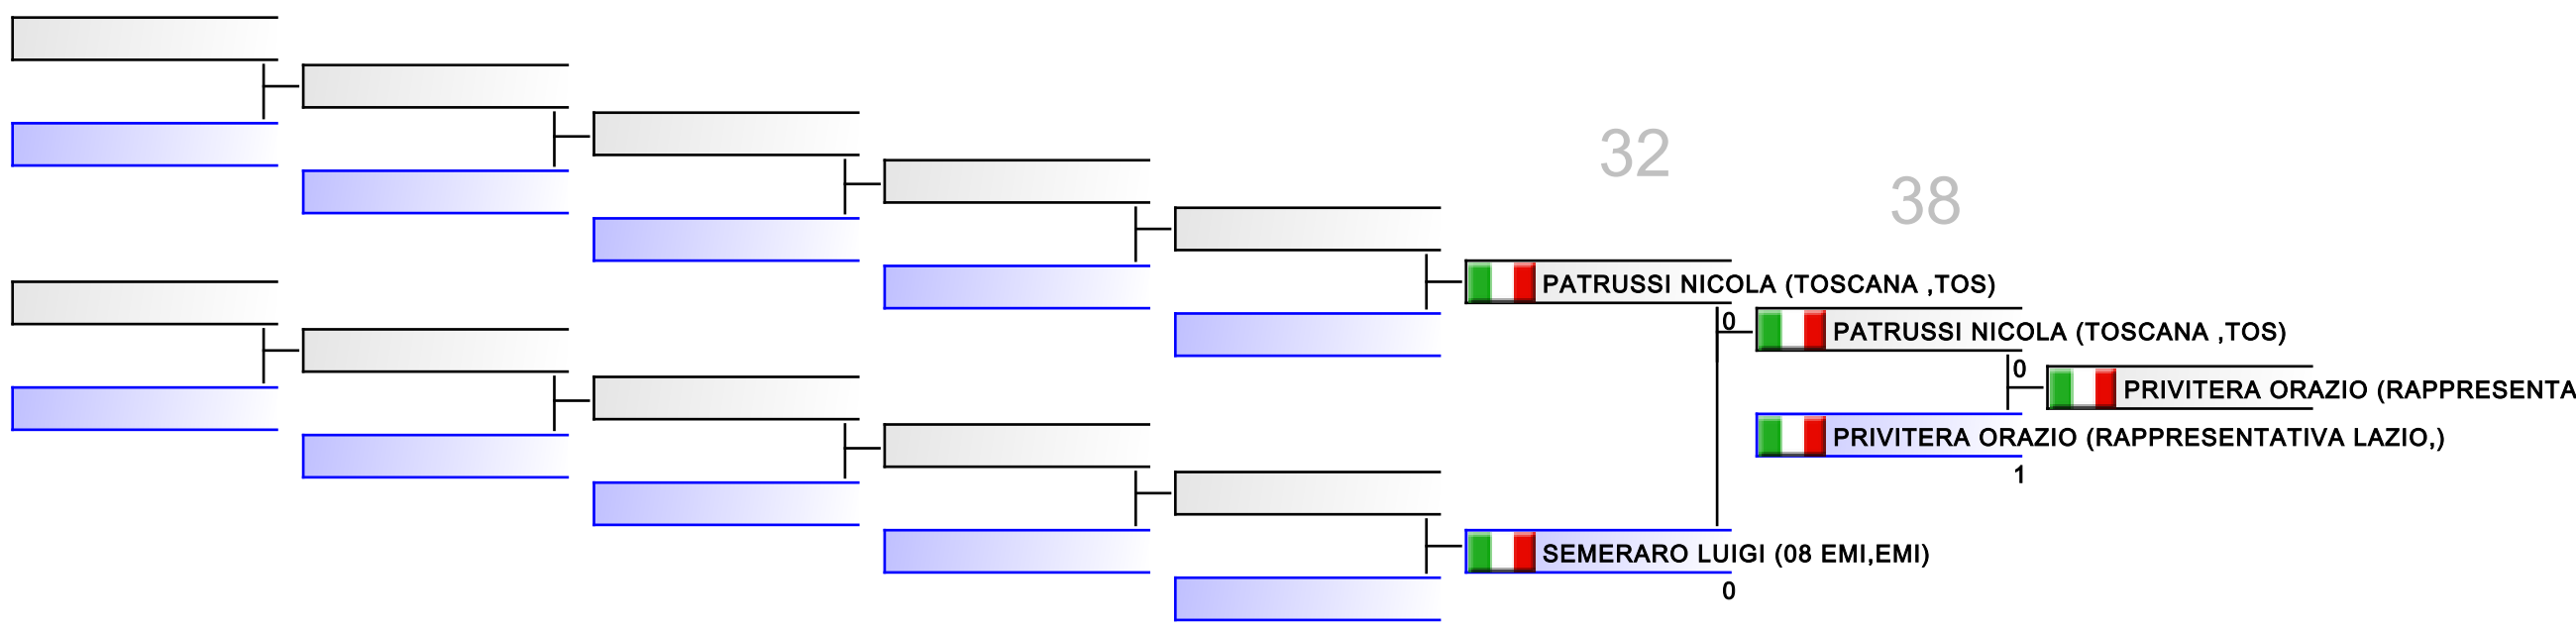 32
38
PATRUSSI NICOLA (TOSCANA ,TOS)
0
PATRUSSI NICOLA (TOSCANA ,TOS)
0
PRIVITERA ORAZIO (RAPPRESENTA
PRIVITERA ORAZIO (RAPPRESENTATIVA LAZIO,)
1
SEMERARO LUIGI (08 EMI,EMI)
0